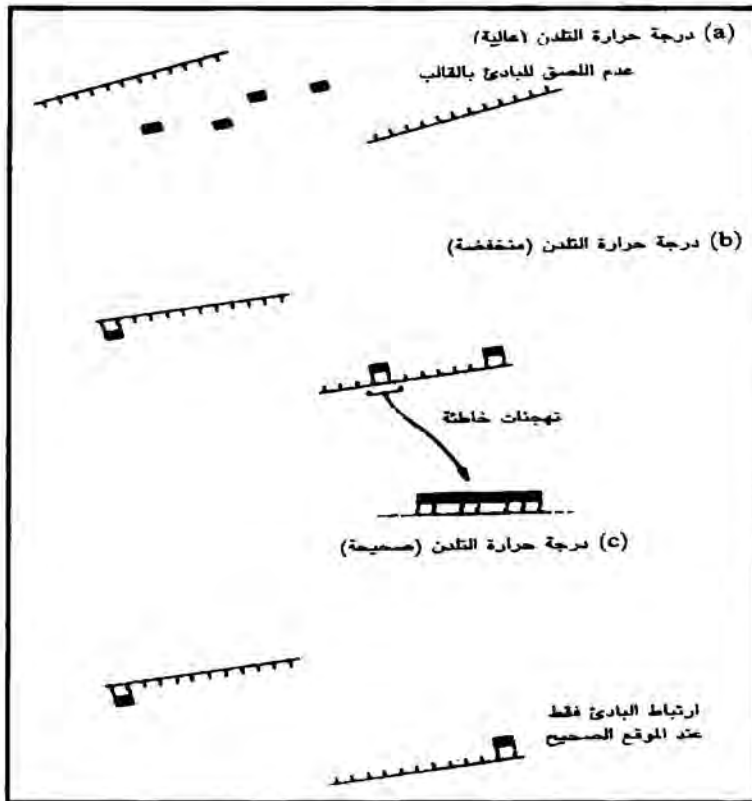 (a) درجة حرارة التلدن (عالية)
عدم اللصق للبادئ بالقالب
(b) درجة حرارة التلدن (منخفضة)
تهجنات خاطئة
(c) درجة حرارة التلدن (صحيحة)
ارتباط البادئ فقط
عند الموقع الصحيح